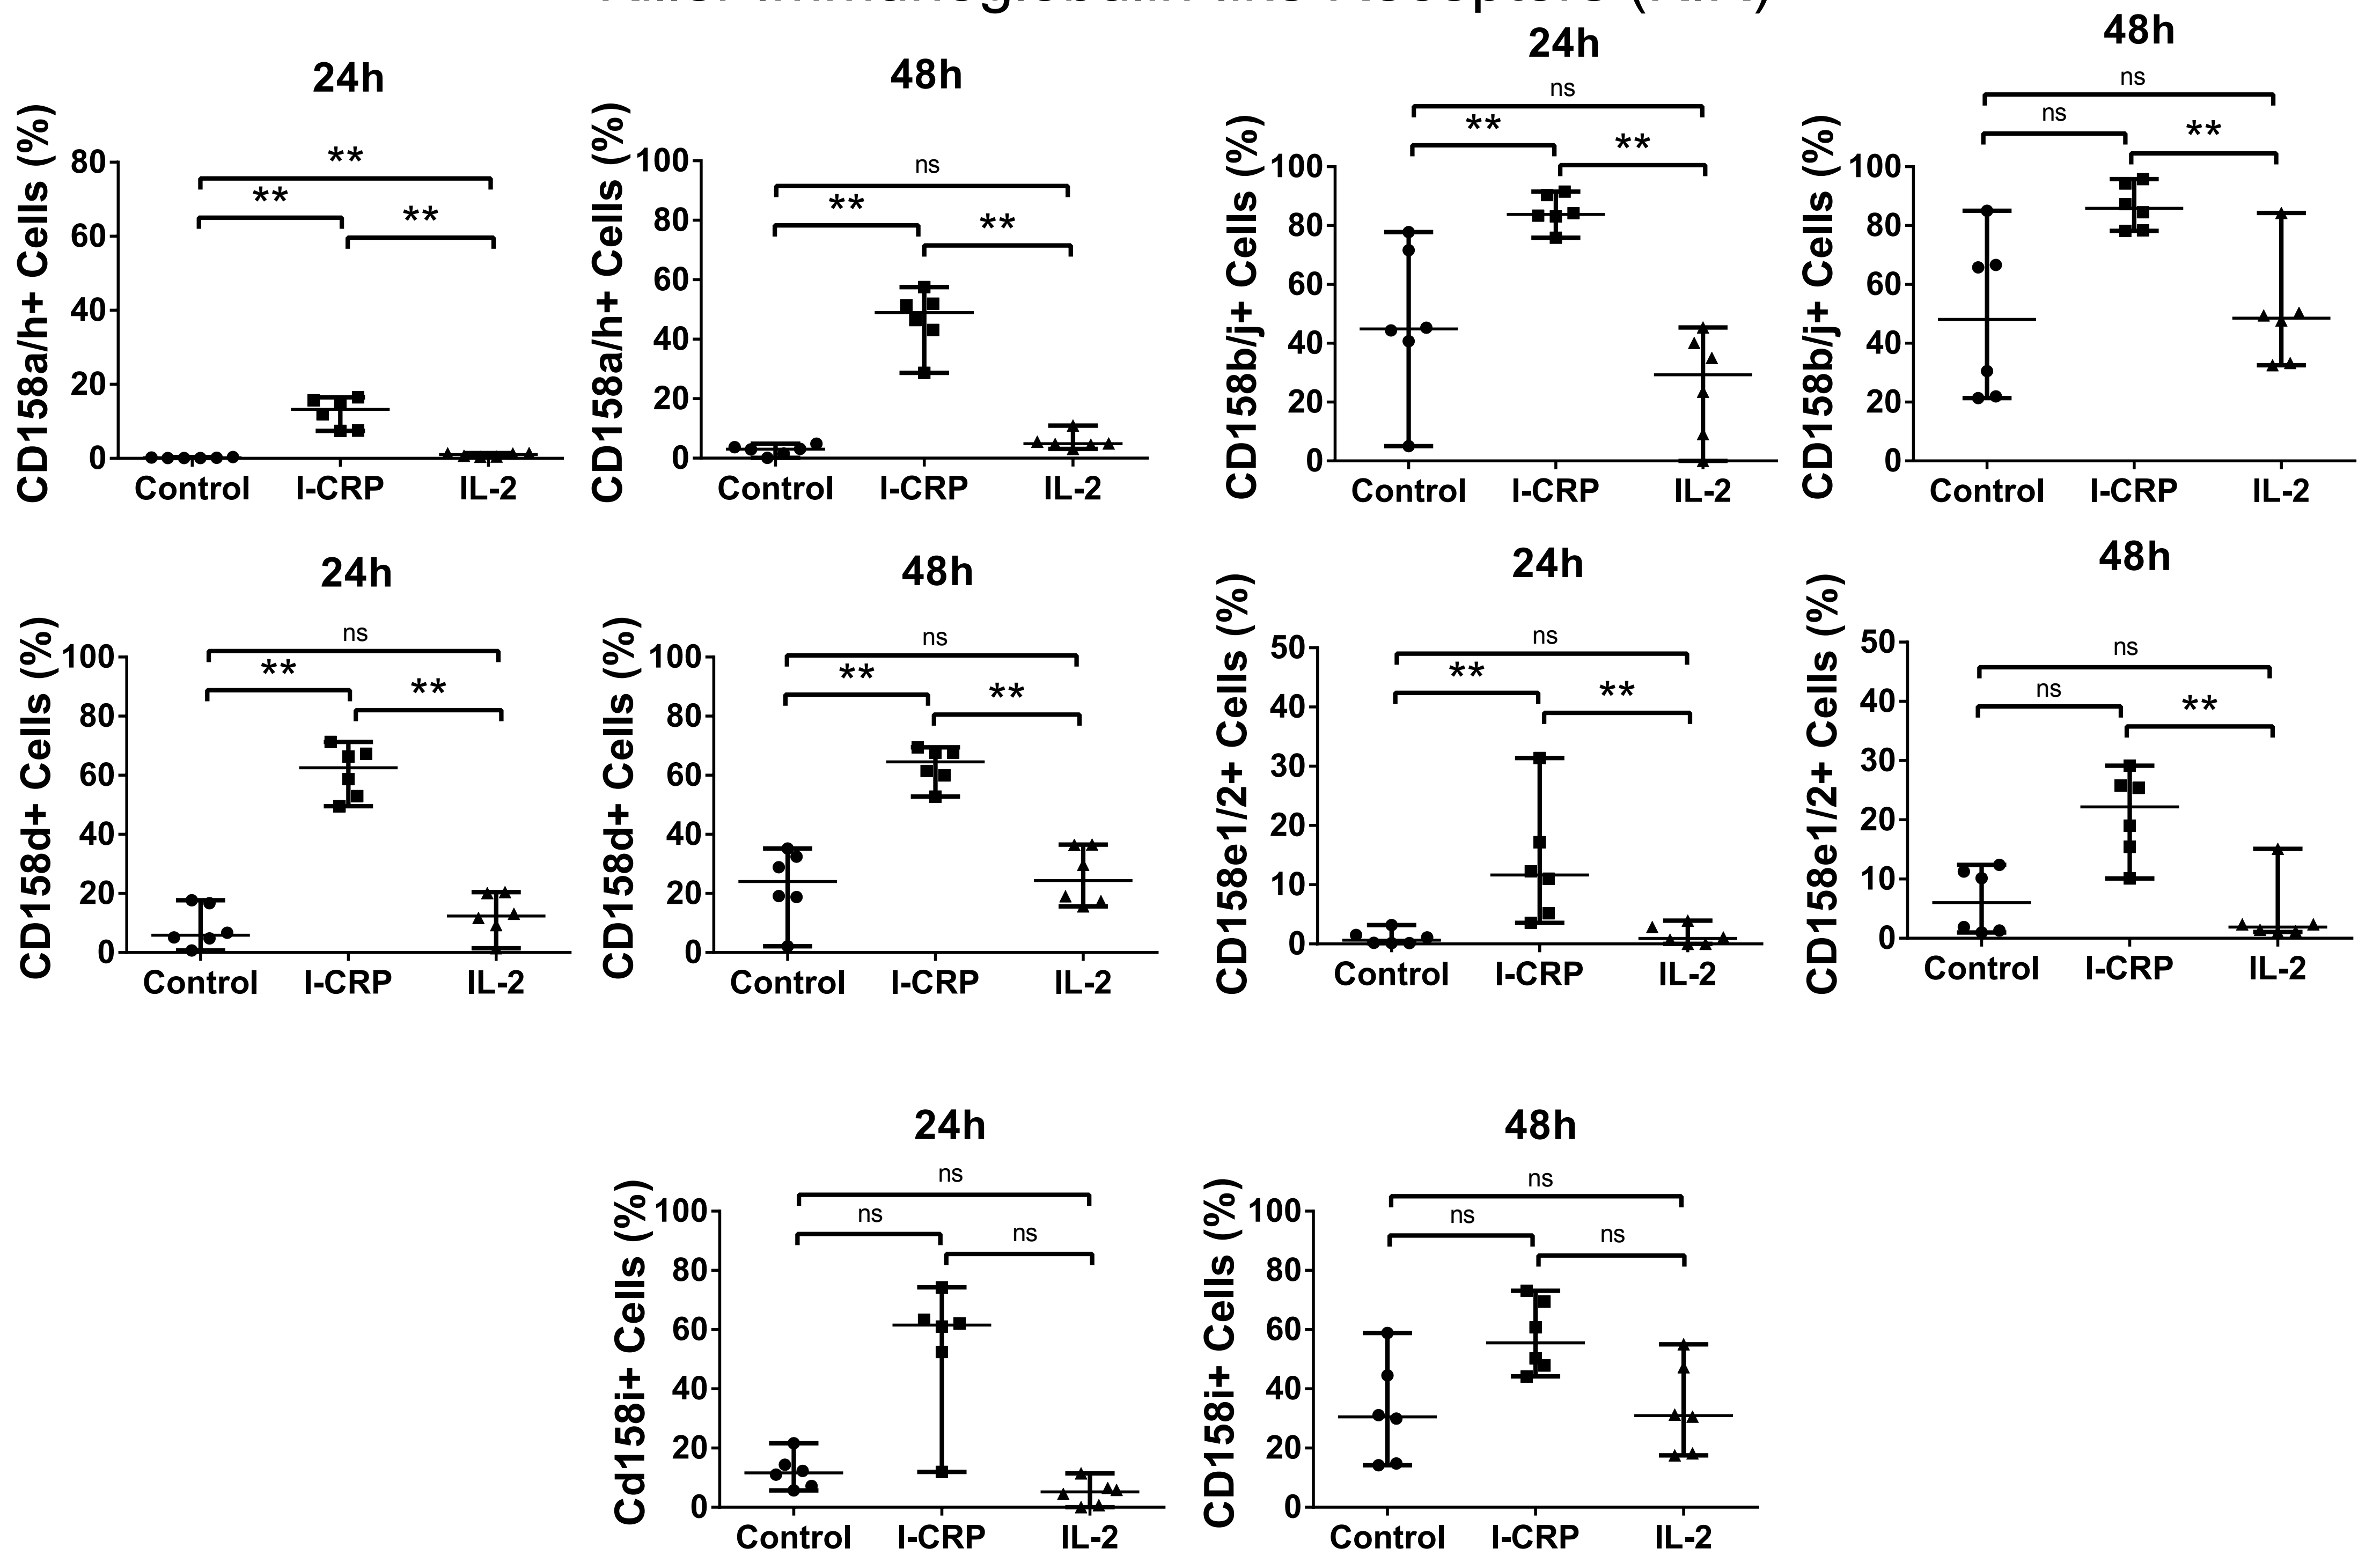 24h
CD158a/h+ Cells (%)
80
60
40
20
0
** 
**
**
Control I-CRP IL-2
48h
CD158a/h+ Cells (%)
100
80
60
40
20
0
ns
**
**
Control I-CRP IL-2
24h
CD158b/j+ Cells (%)
100
80
60
40
20
0
ns
**
**
Control I-CRP IL-2
48h
CD158b/j+ Cells (%)
100
80
60
40
20
0
ns
ns
**
Control I-CRP IL-2
24h
CD158d+ Cells (%)
100
80
60
40
20
0
ns
**
**
Control I-CRP IL-2
48h
CD158d+ Cells (%)
100
80
60
40
20
0
ns
**
**
Control I-CRP IL-2
24h
CD158e1/2+ Cells (%)
50
40
30
20
10
0
ns
**
**
Control I-CRP IL-2
48h
CD158e1/2+ Cells (%)
50
40
30
20
10
0
ns
ns
**
Control I-CRP IL-2
24h
Cd158i+ Cells (%)
100
80
60
40
20
0
ns
ns
ns
Control I-CRP IL-2
48h
CD158i+ Cells (%)
100
80
60
40
20
0
ns
ns
ns
Control I-CRP IL-2